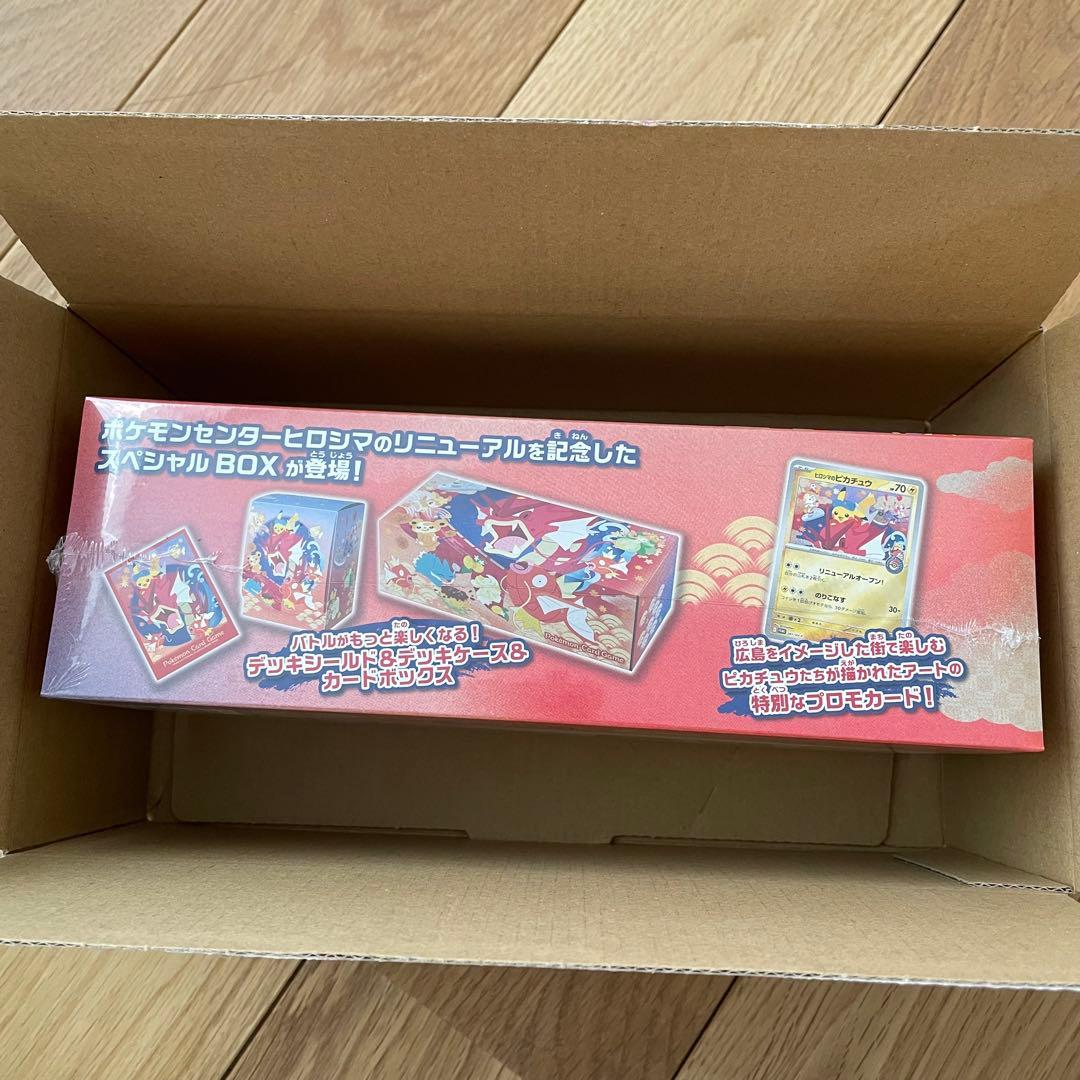 ポケモンセンターヒロシマのリニューアルを記念した
スペシャルBOXが登場！
Pokémon Card Game
Pokémon Card Game
バトルがもっと楽しくなる！
デッキシールド&デッキケース&
カードボックス
ヒロシマのピカチュウ
HP70
リニューアルオープン！
のりこなす
30+
広島をイメージした街で楽しむ
ピカチュウたちが描かれたアートの
特別なプロモカード！